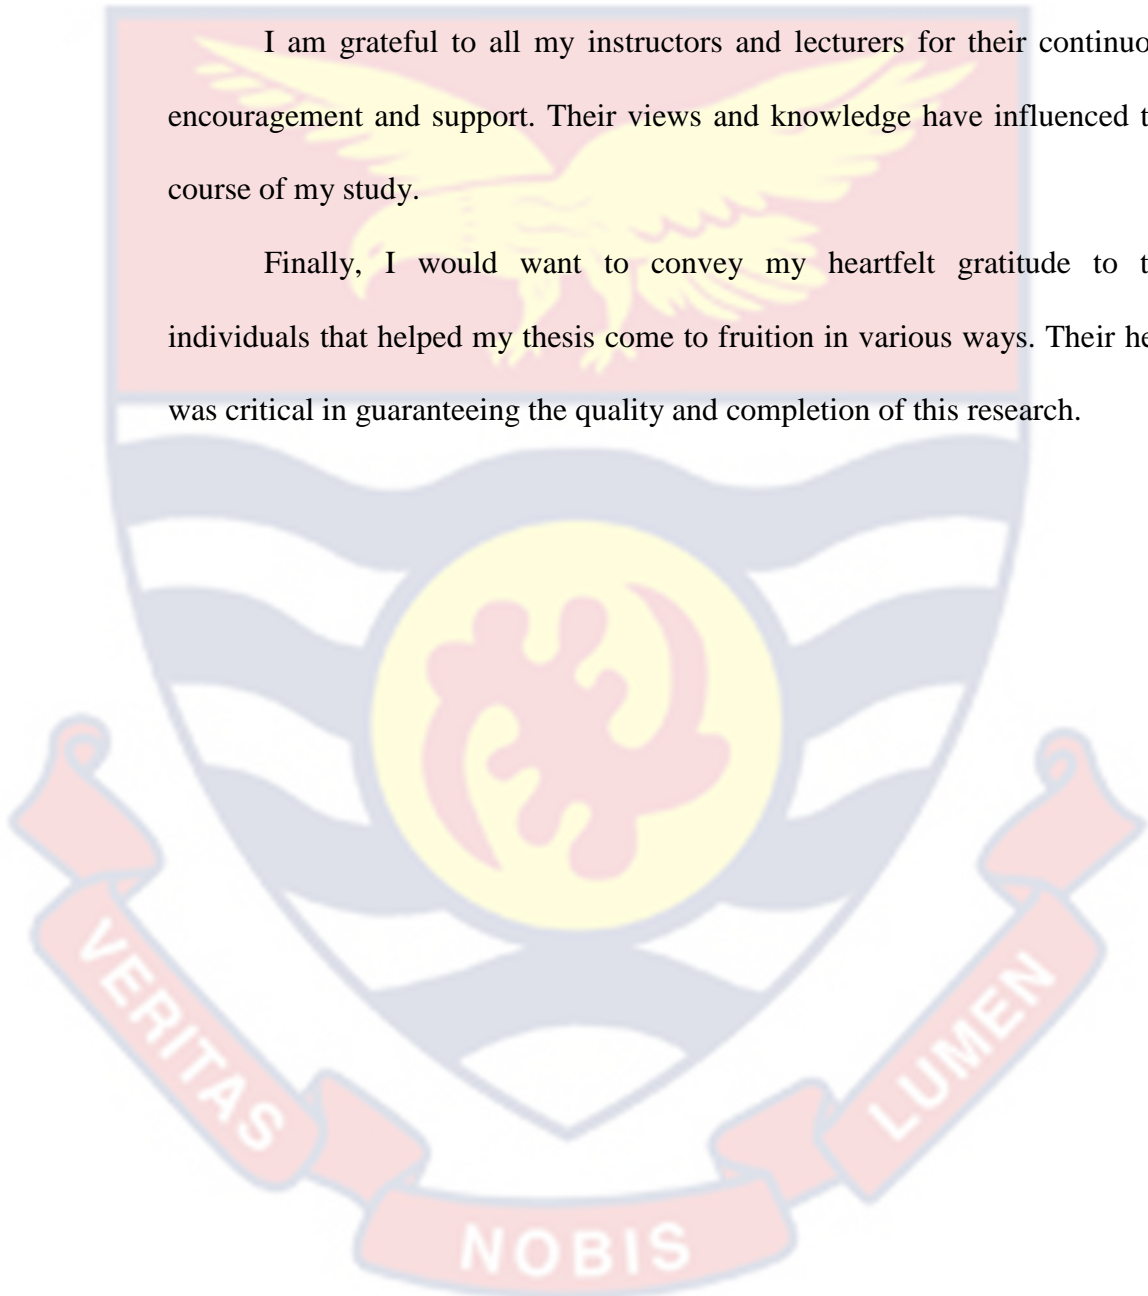 I am grateful to all my instructors and lecturers for their continuo
encouragement and support. Their views and knowledge have influenced t
course of my study.
Finally, I would want to convey my heartfelt gratitude to t
individuals that helped my thesis come to fruition in various ways. Their he
was critical in guaranteeing the quality and completion of this research.
VERITAS
NOBIS
LUMEN